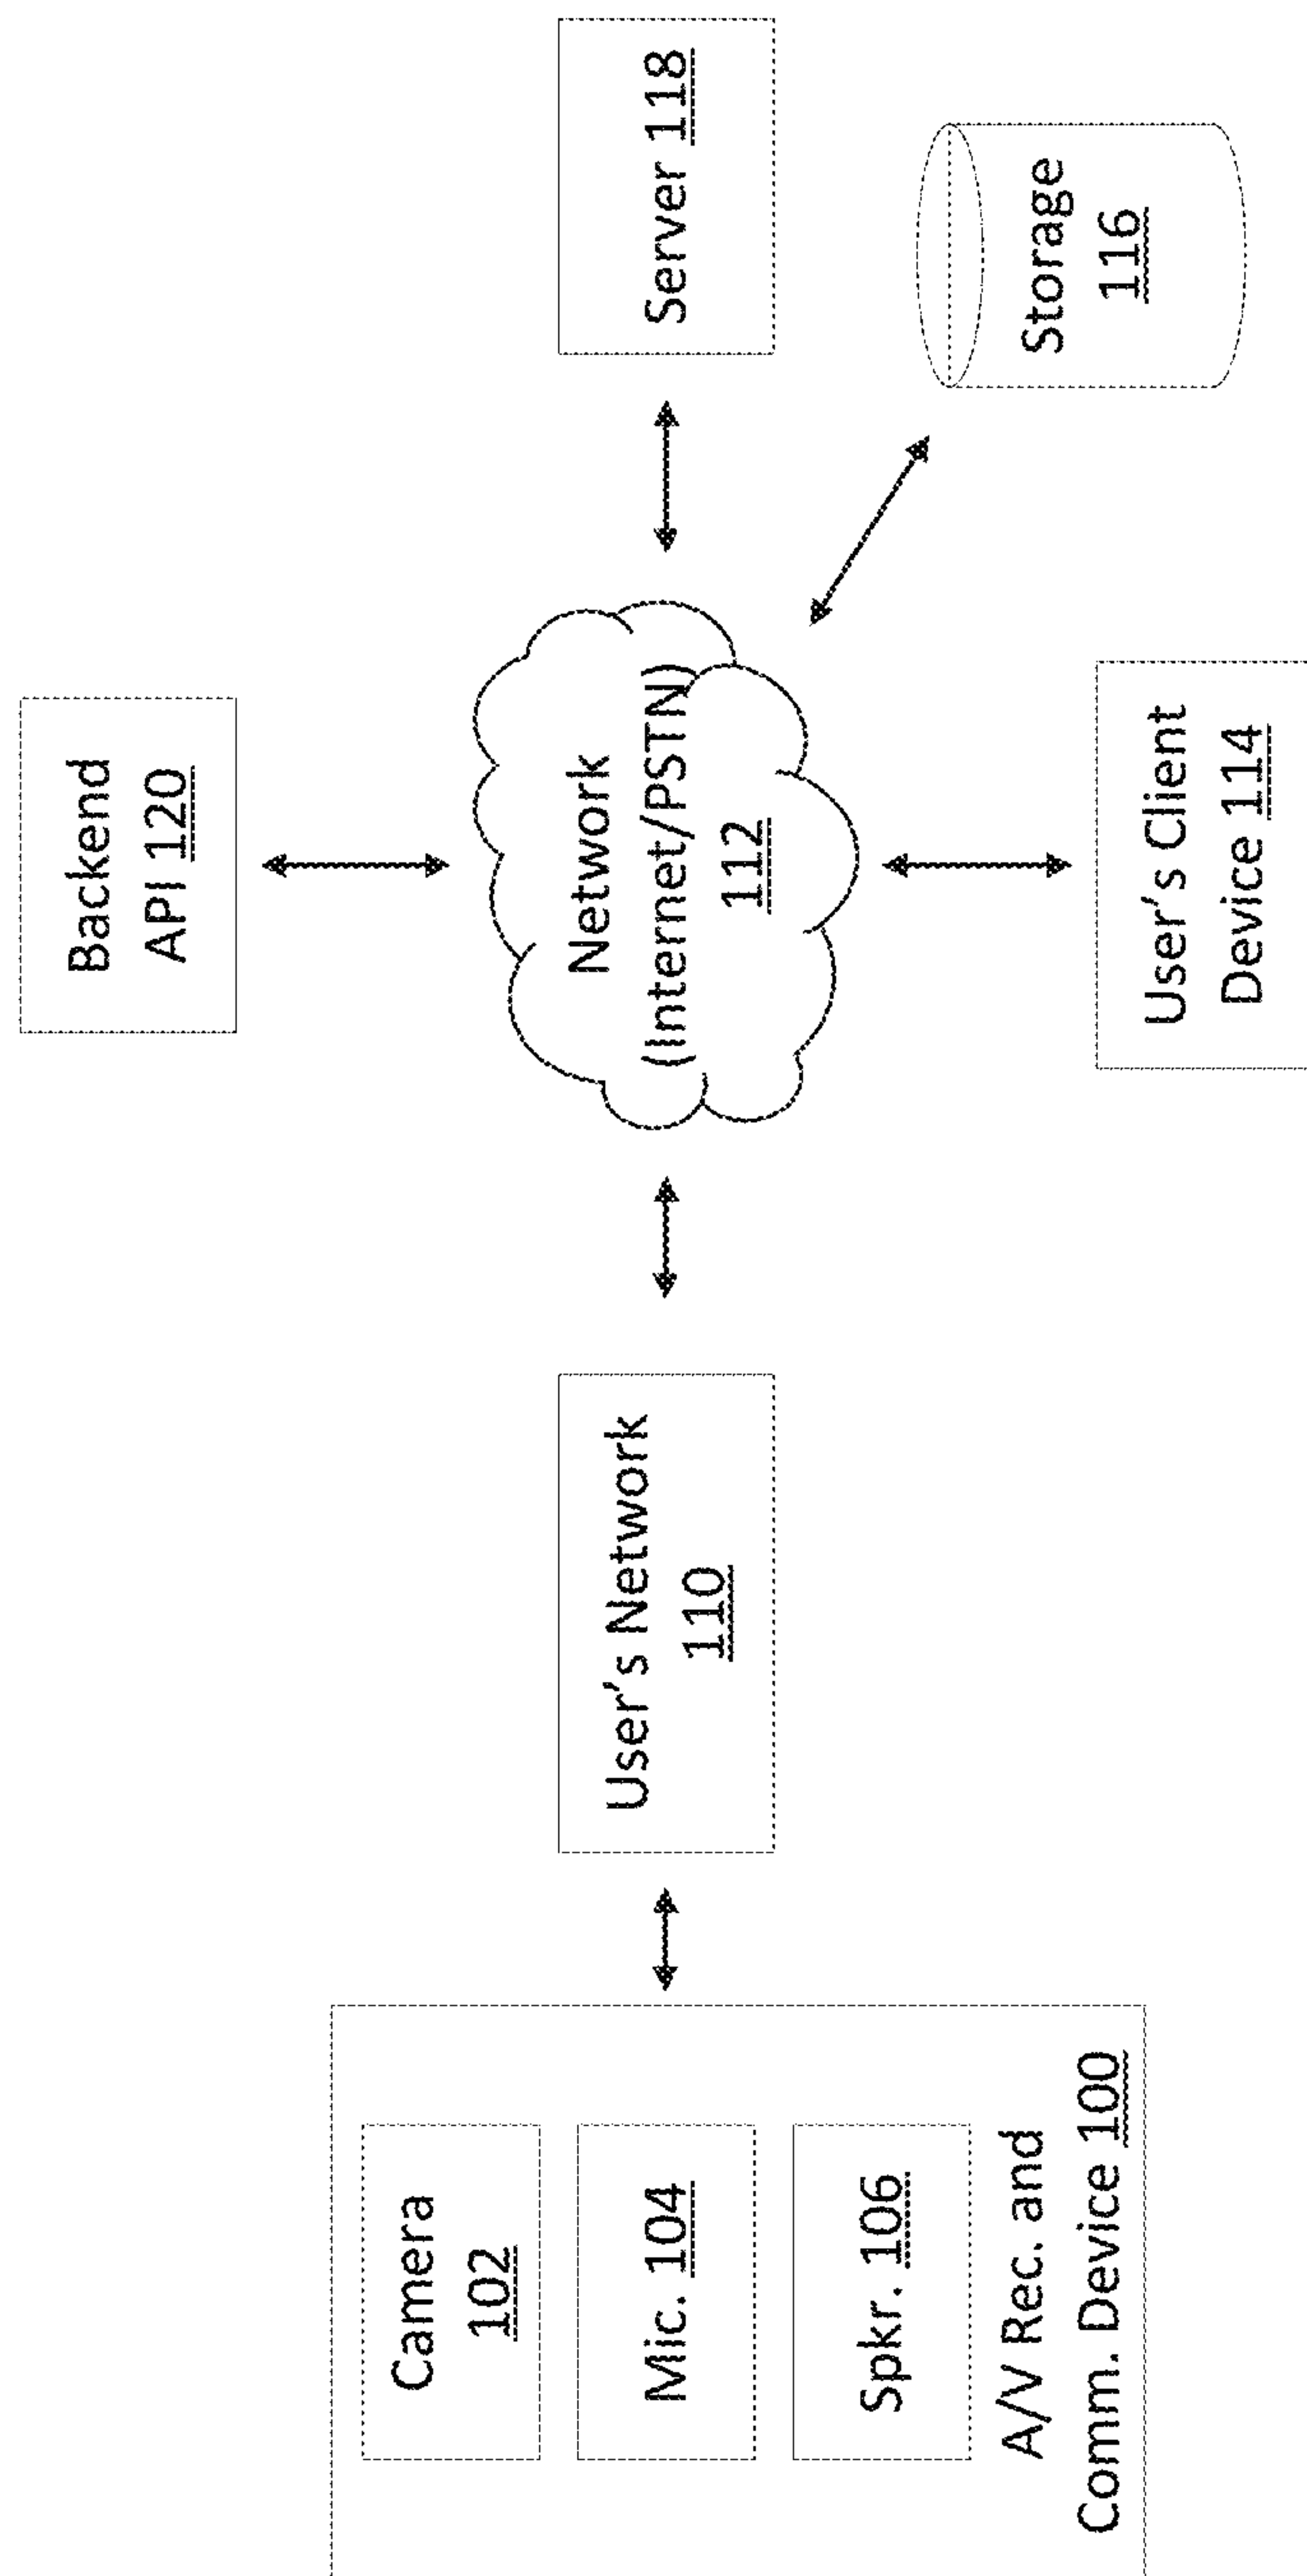 Backend
API 120
Camera
102
Mic. 104
Spkr. 106
A/V Rec. and
Comm. Device 100
User's Network
110
Network
(Internet/PSTN)
112
Server 118
Storage
116
User's Client
Device 114